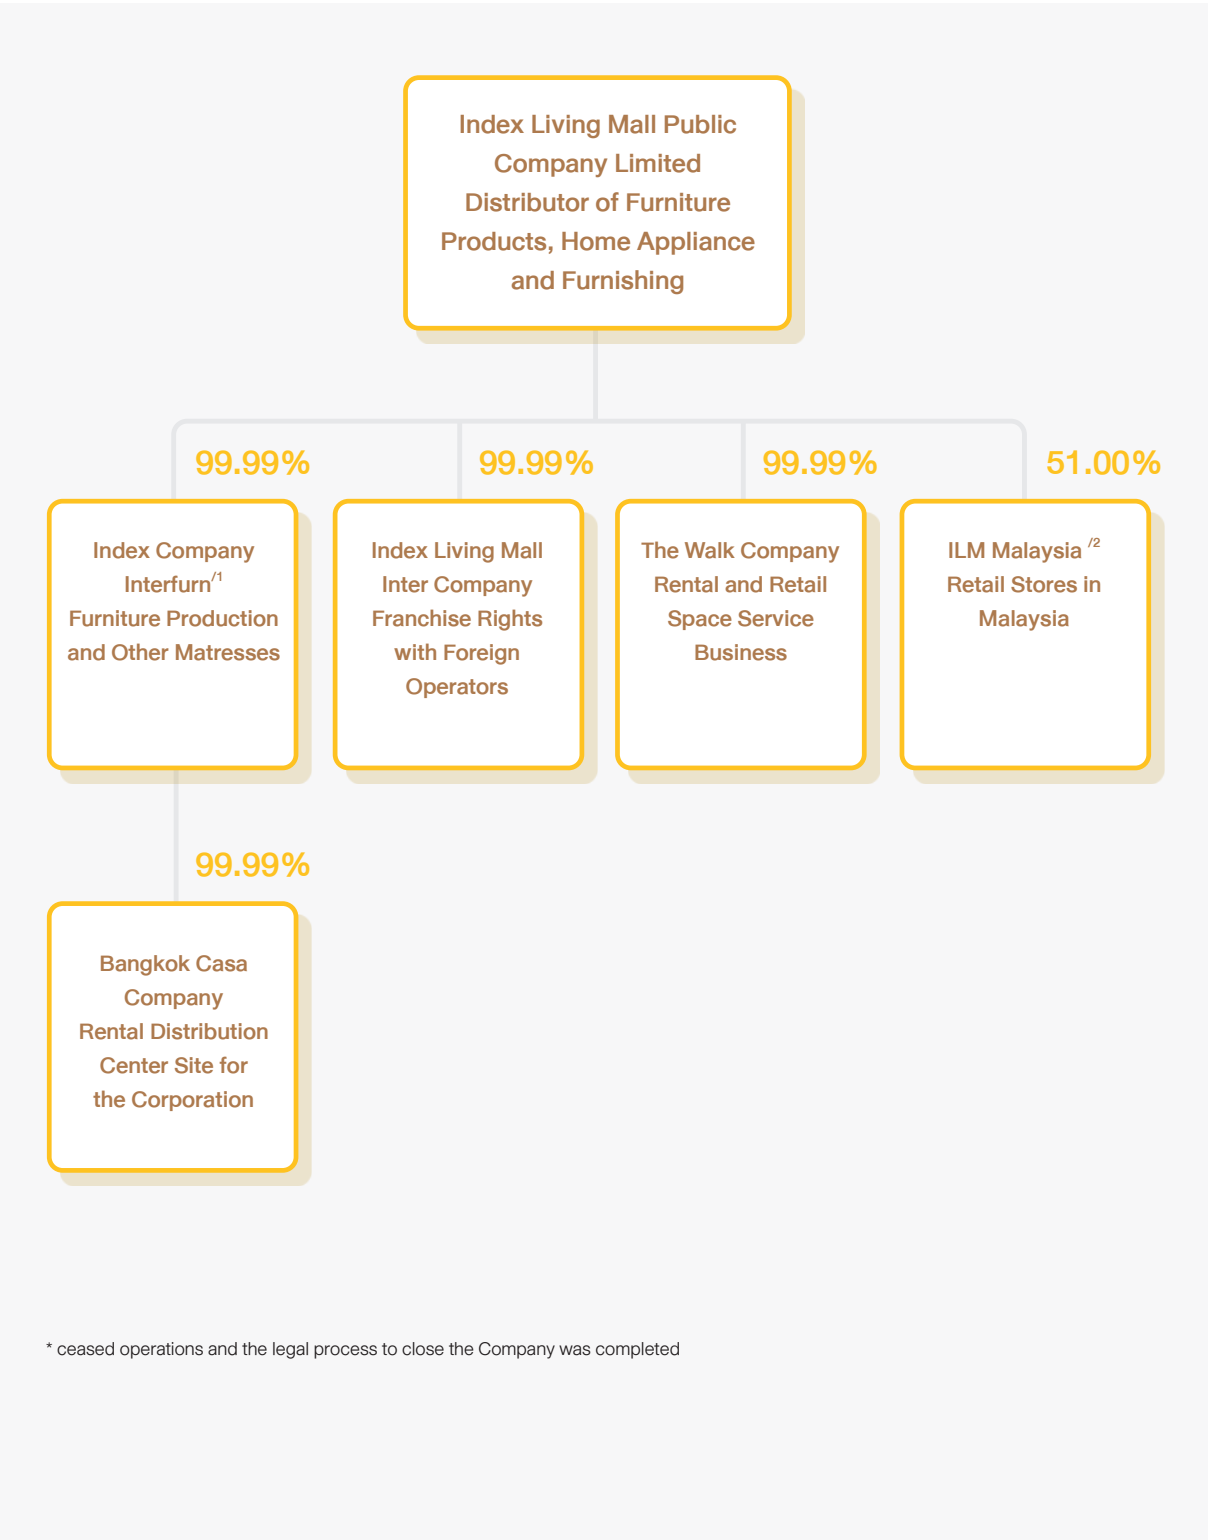 Index Living Mall Public
Company Limited
Distributor of Furniture
Products, Home Appliance
and Furnishing
99.99%
99.99%
99.99%
51.00%
Index Company
Interfurn/1
Furniture Production
and Other Matresses
Index Living Mall
Inter Company
Franchise Rights
with Foreign
Operators
The Walk Company
Rental and Retail
Space Service
Business
ILM Malaysia /2
Retail Stores in
Malaysia
99.99%
Bangkok Casa
Company
Rental Distribution
Center Site for
the Corporation
* ceased operations and the legal process to close the Company was completed